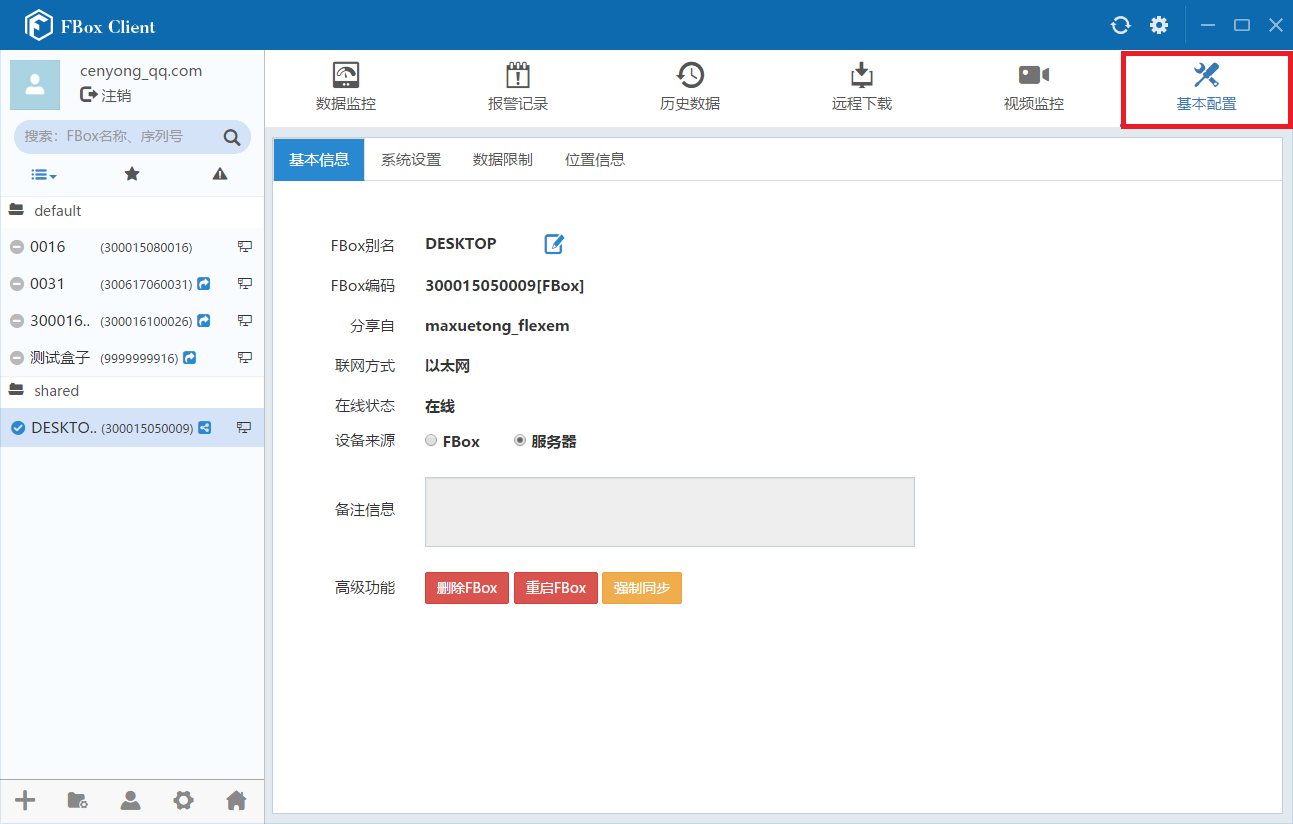 FBox Client
cenyong_qq.com
注销
搜索：FBox名称、序列号
default
0016 (300015080016)
0031 (300617060031)
300016.. (300016100026)
测试盒子 (9999999916)
shared
DESKTO.. (300015050009)
数据监控 报警记录 历史数据 远程下载 视频监控 基本配置
基本信息 系统设置 数据限制 位置信息
FBox别名 DESKTOP
FBox编码 300015050009[FBox]
分享自 maxuetong_flexem
联网方式 以太网
在线状态 在线
设备来源 FBox 服务器
备注信息
高级功能 删除FBox 重启FBox 强制同步